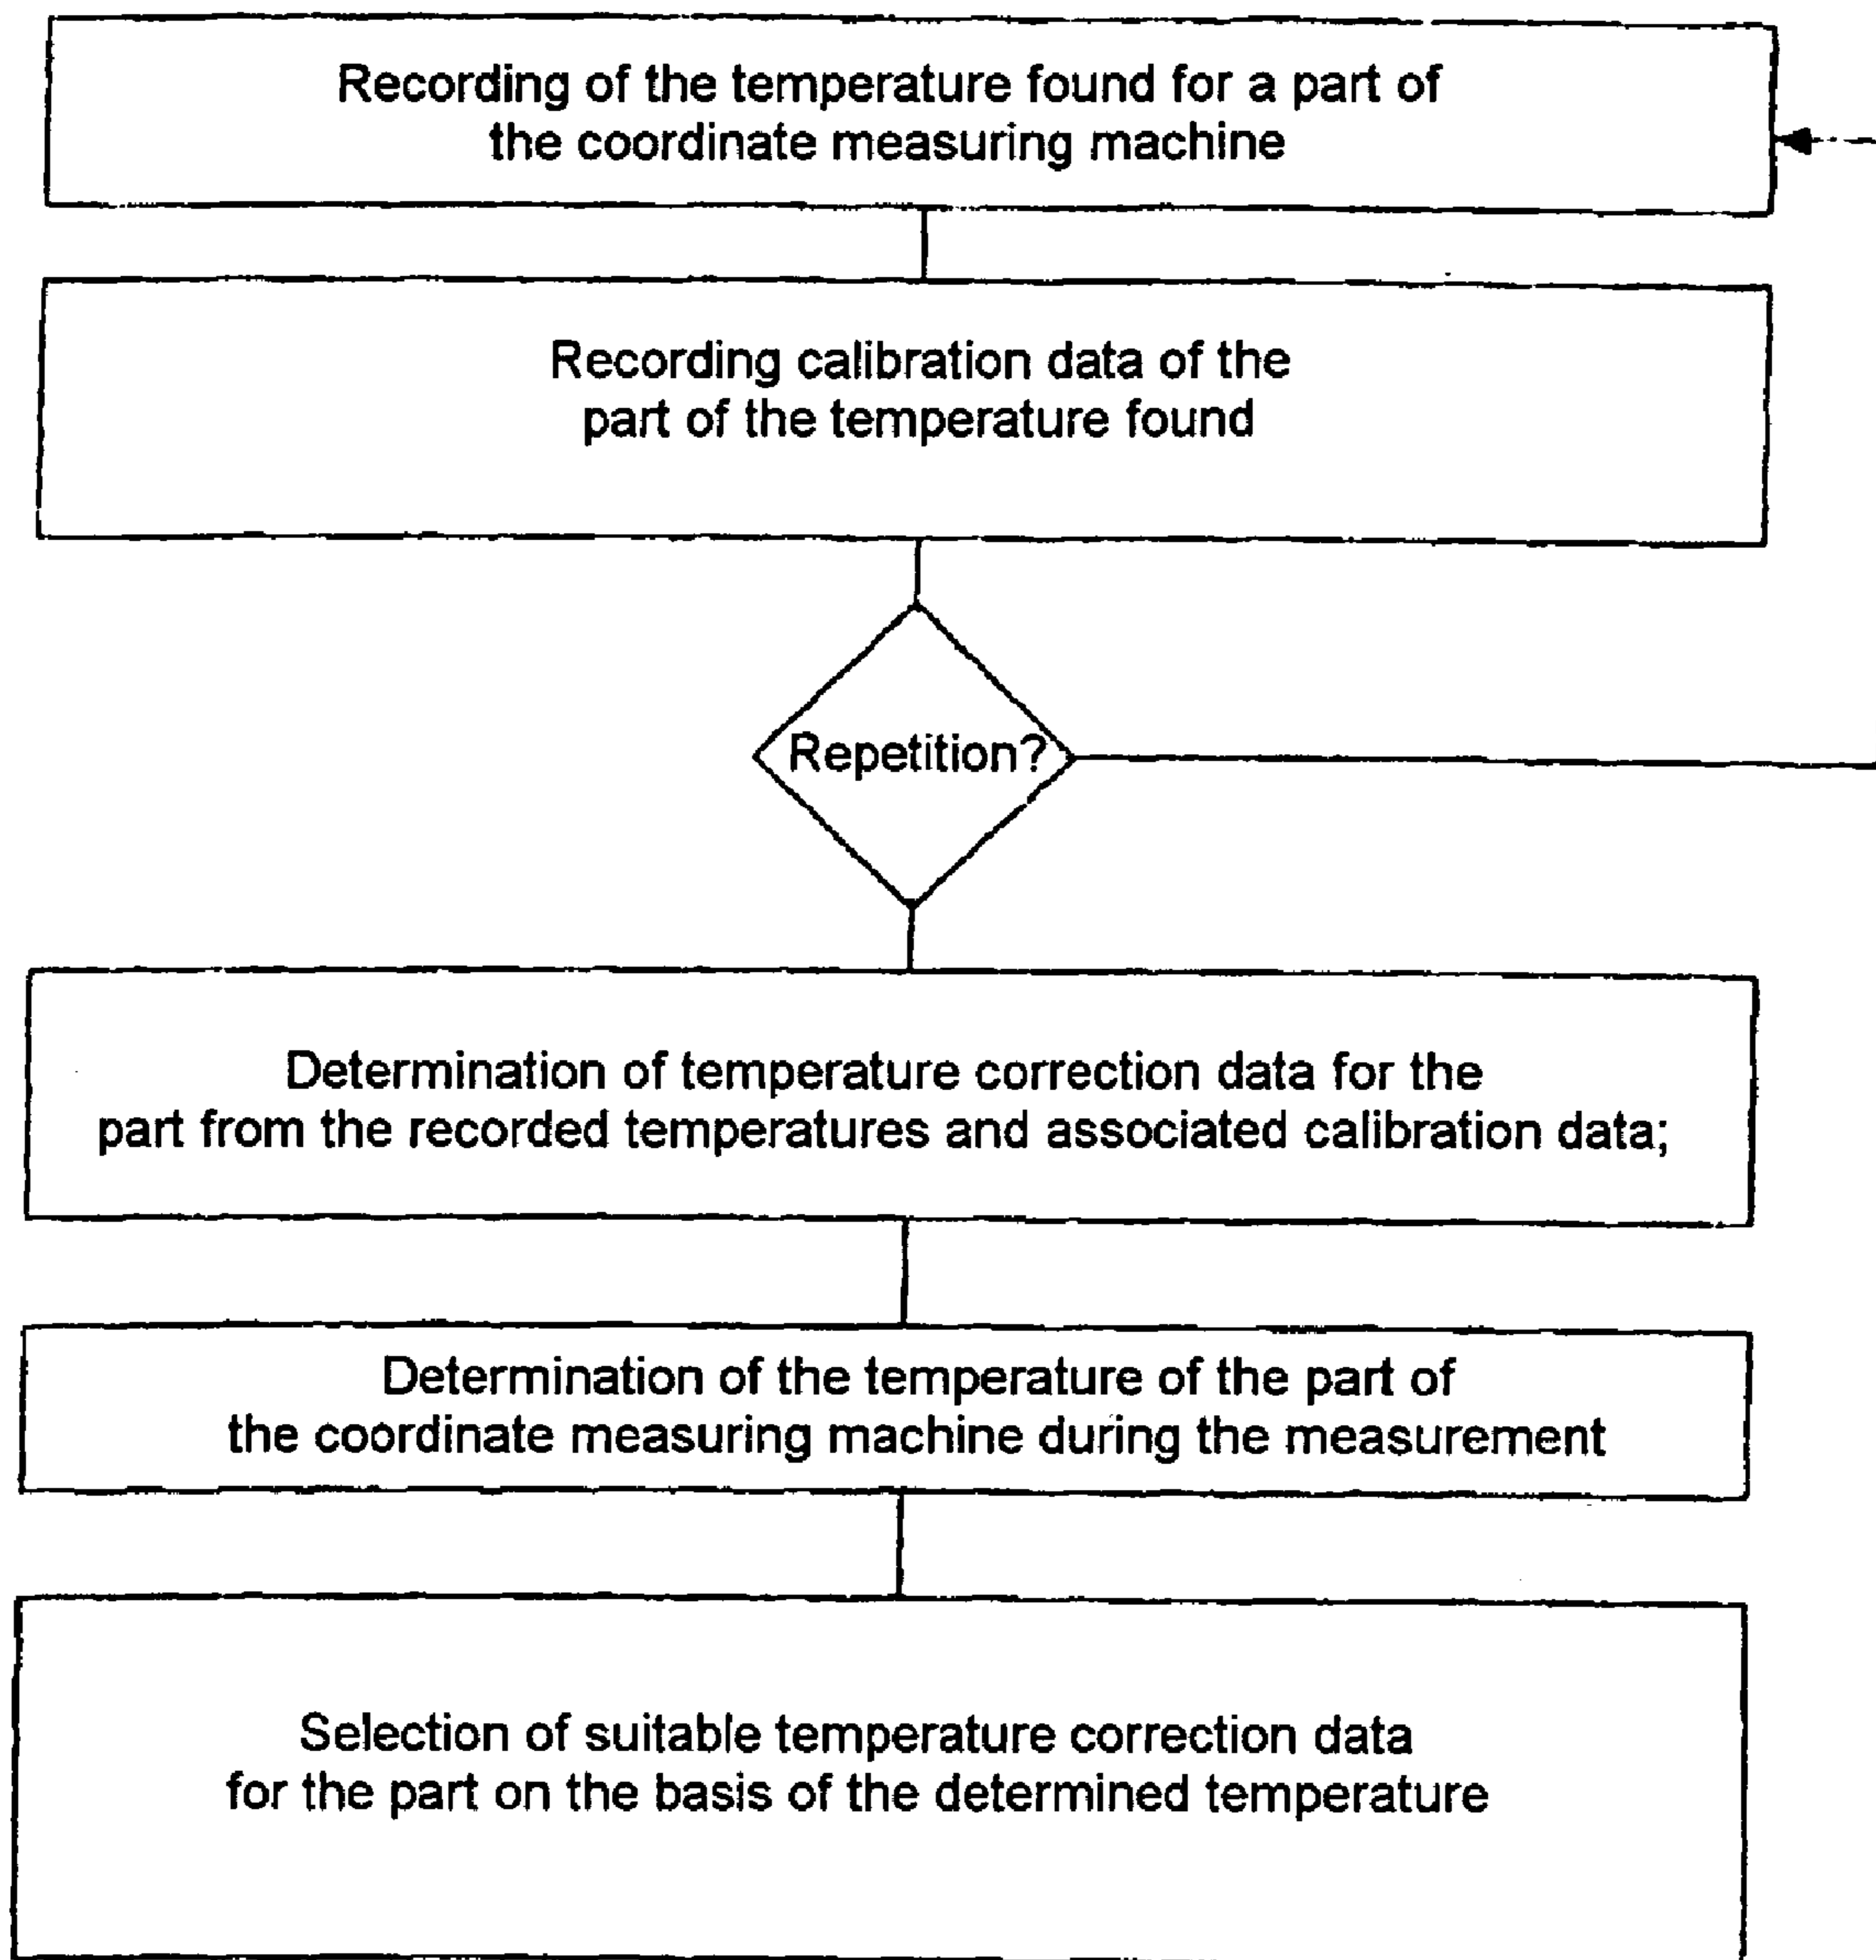 Recording of the temperature found for a part of
the coordinate measuring machine
Recording calibration data of the
part of the temperature found
Repetition?
Determination of temperature correction data for the
part from the recorded temperatures and associated calibration data;
Determination of the temperature of the part of
the coordinate measuring machine during the measurement
Selection of suitable temperature correction data
for the part on the basis of the determined temperature